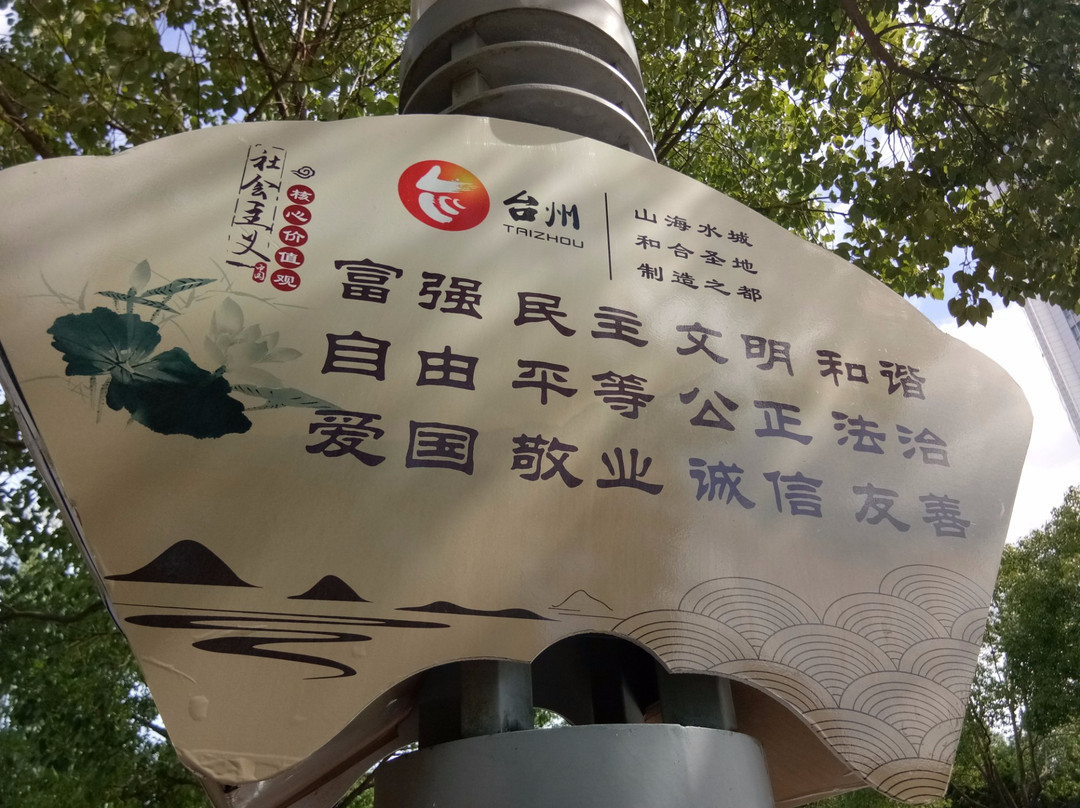 社会主义
中国
核心价值观
台州
TAIZHOU
山海水城
和合圣地
制造之都
富强 民主 文明 和谐
自由 平等 公正 法治
爱国 敬业 诚信 友善